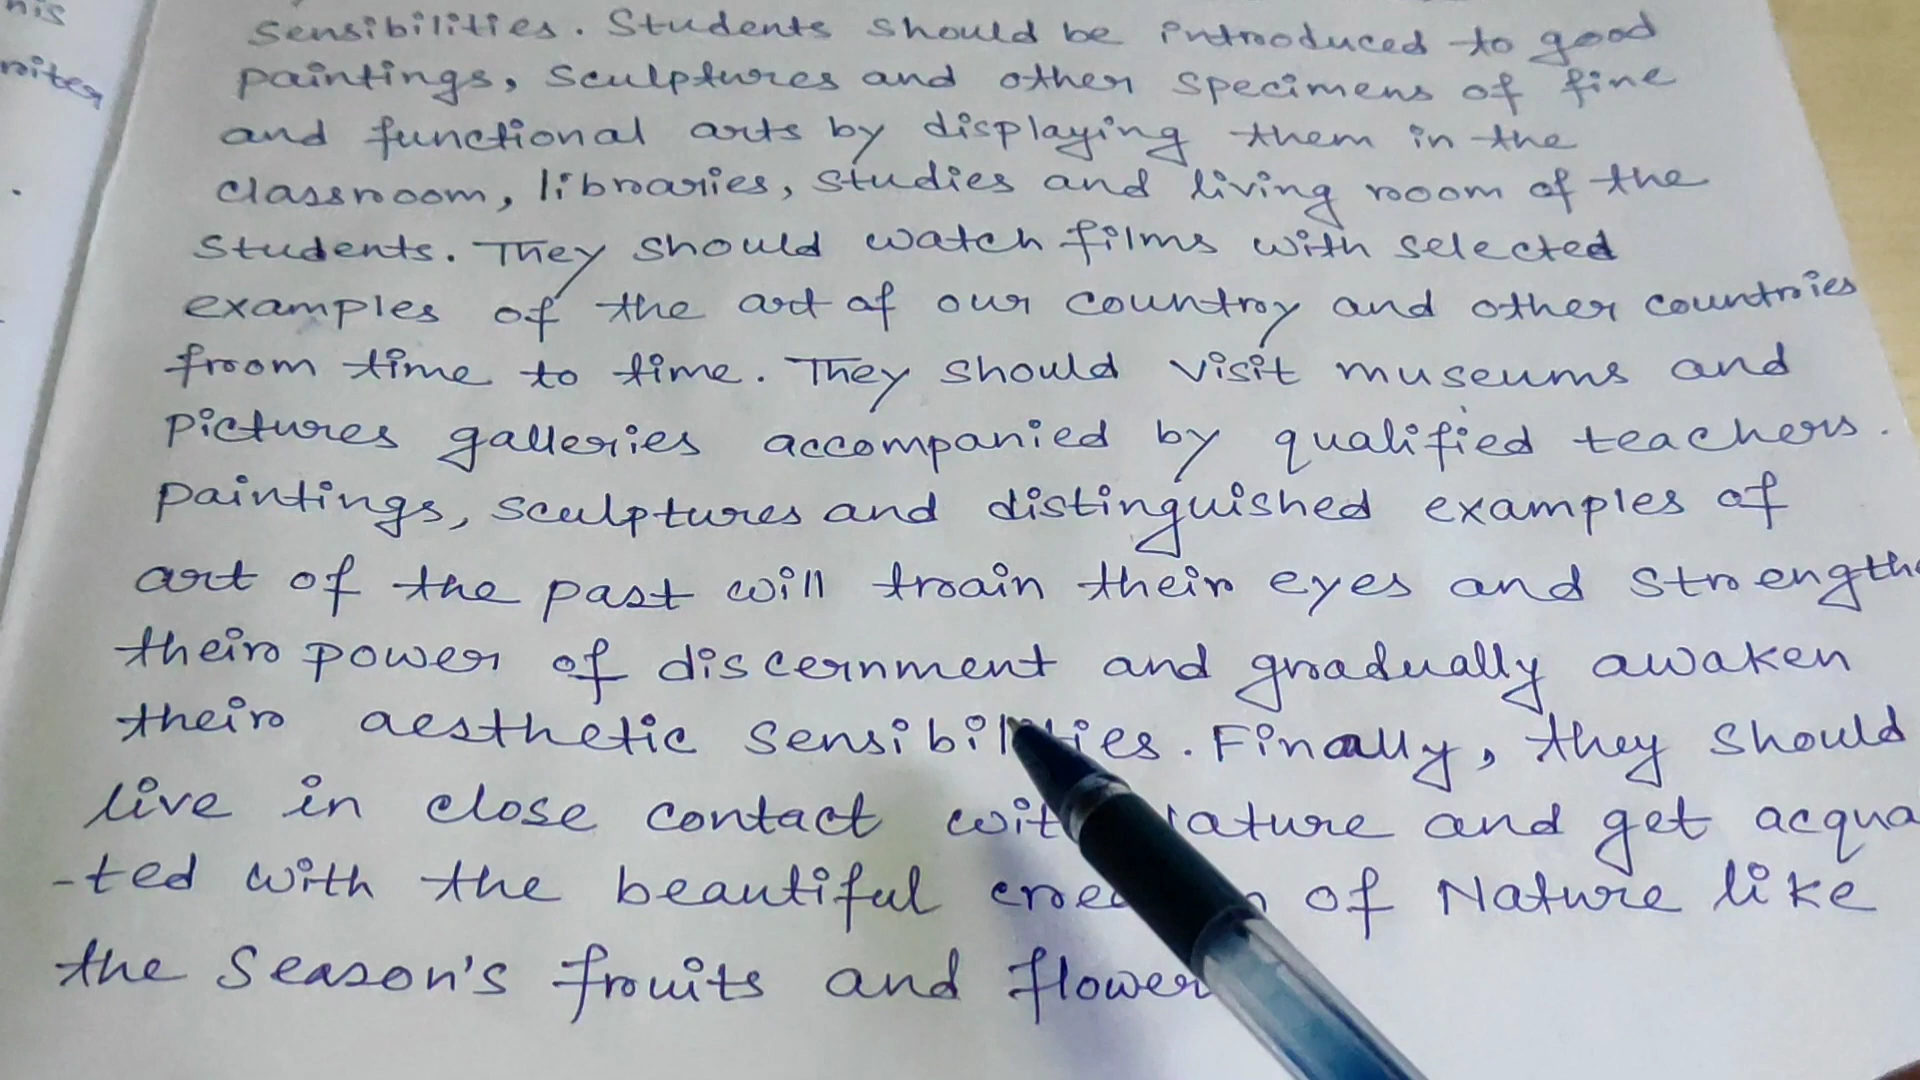 his
sensibilities. Students should be introduced to good
paintings, sculptures and other specimens of fine
and functional arts by displaying them in the
classroom, libraries, studies and living room of the
students. They should watch films with selected
examples of the art of our country and other countries
from time to time. They should visit museums and
pictures galleries accompanied by qualified teachers.
paintings, sculptures and distinguished examples of
art of the past will train their eyes and strengthe
their power of discernment and gradually awaken
their aesthetic sensibilities. Finally, they should
live in close contact with nature and get acqua
-ted with the beautiful of Nature like
the season's fruits and flower